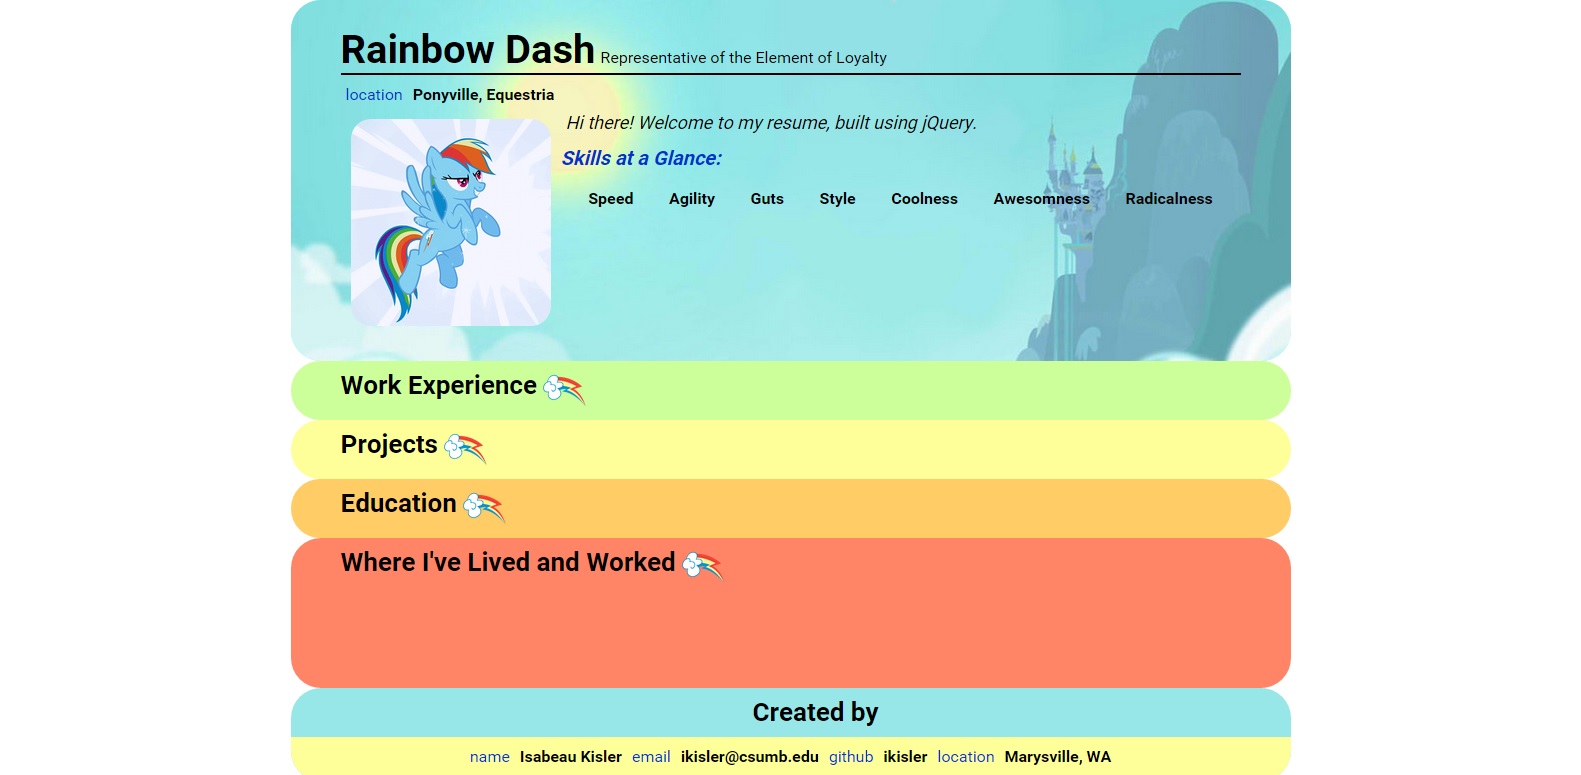 Rainbow Dash Representative of the Element of Loyalty
location Ponyville, Equestria
Hi there! Welcome to my resume, built using jQuery.
Skills at a Glance:
Speed Agility Guts Style Coolness Awesomness Radicalness
Work Experience
Projects
Education
Where I've Lived and Worked
Created by
name Isabeau Kisler email ikisler@csumb.edu github ikisler location Marysville, WA